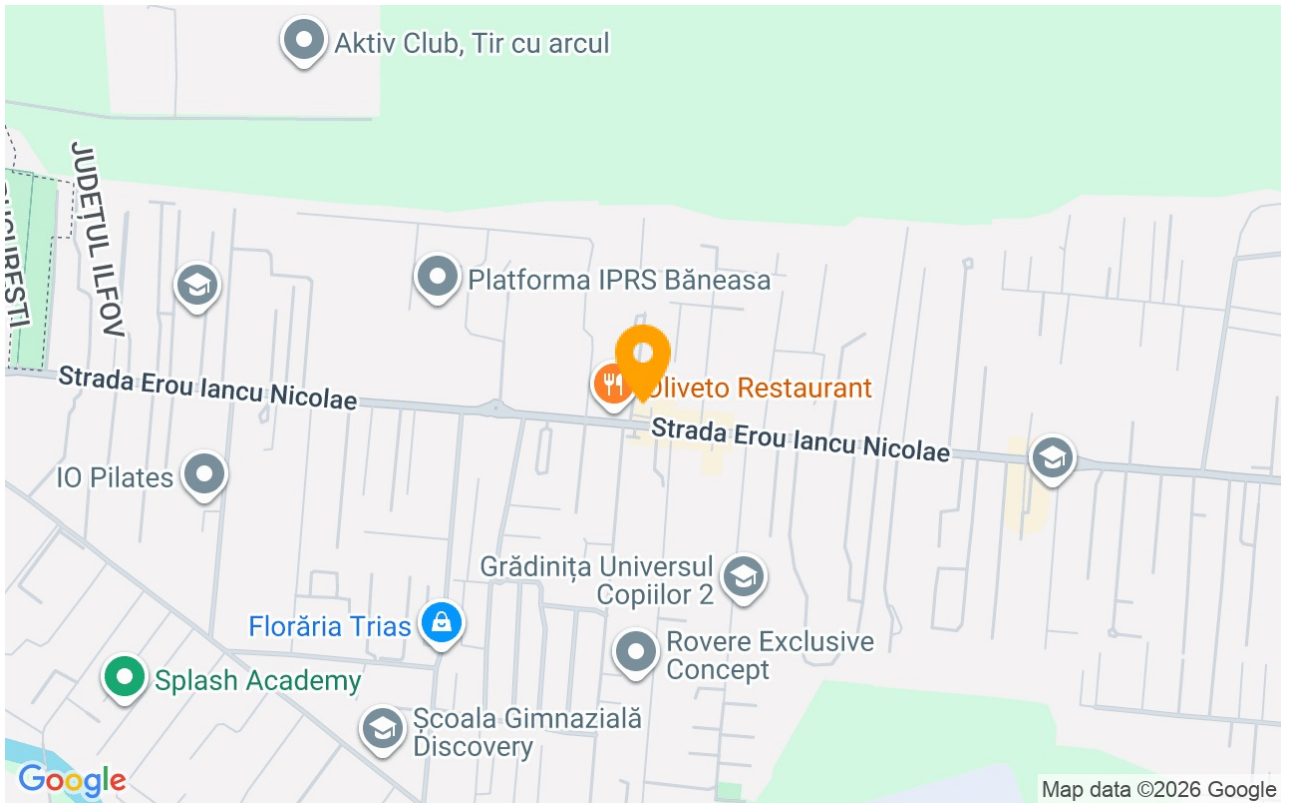 Aktiv Club, Tir cu arcul
JUDEȚUL ILFOV
Platforma IPRS Băneasa
Strada Erou Iancu Nicolae
Oliveto Restaurant
Strada Erou Iancu Nicolae
IO Pilates
Grădinița Universul
Copiilor 2
Florăria Trias
Rovere Exclusive
Concept
Splash Academy
Școala Gimnazială
Discovery
Google
Map data ©2026 Google